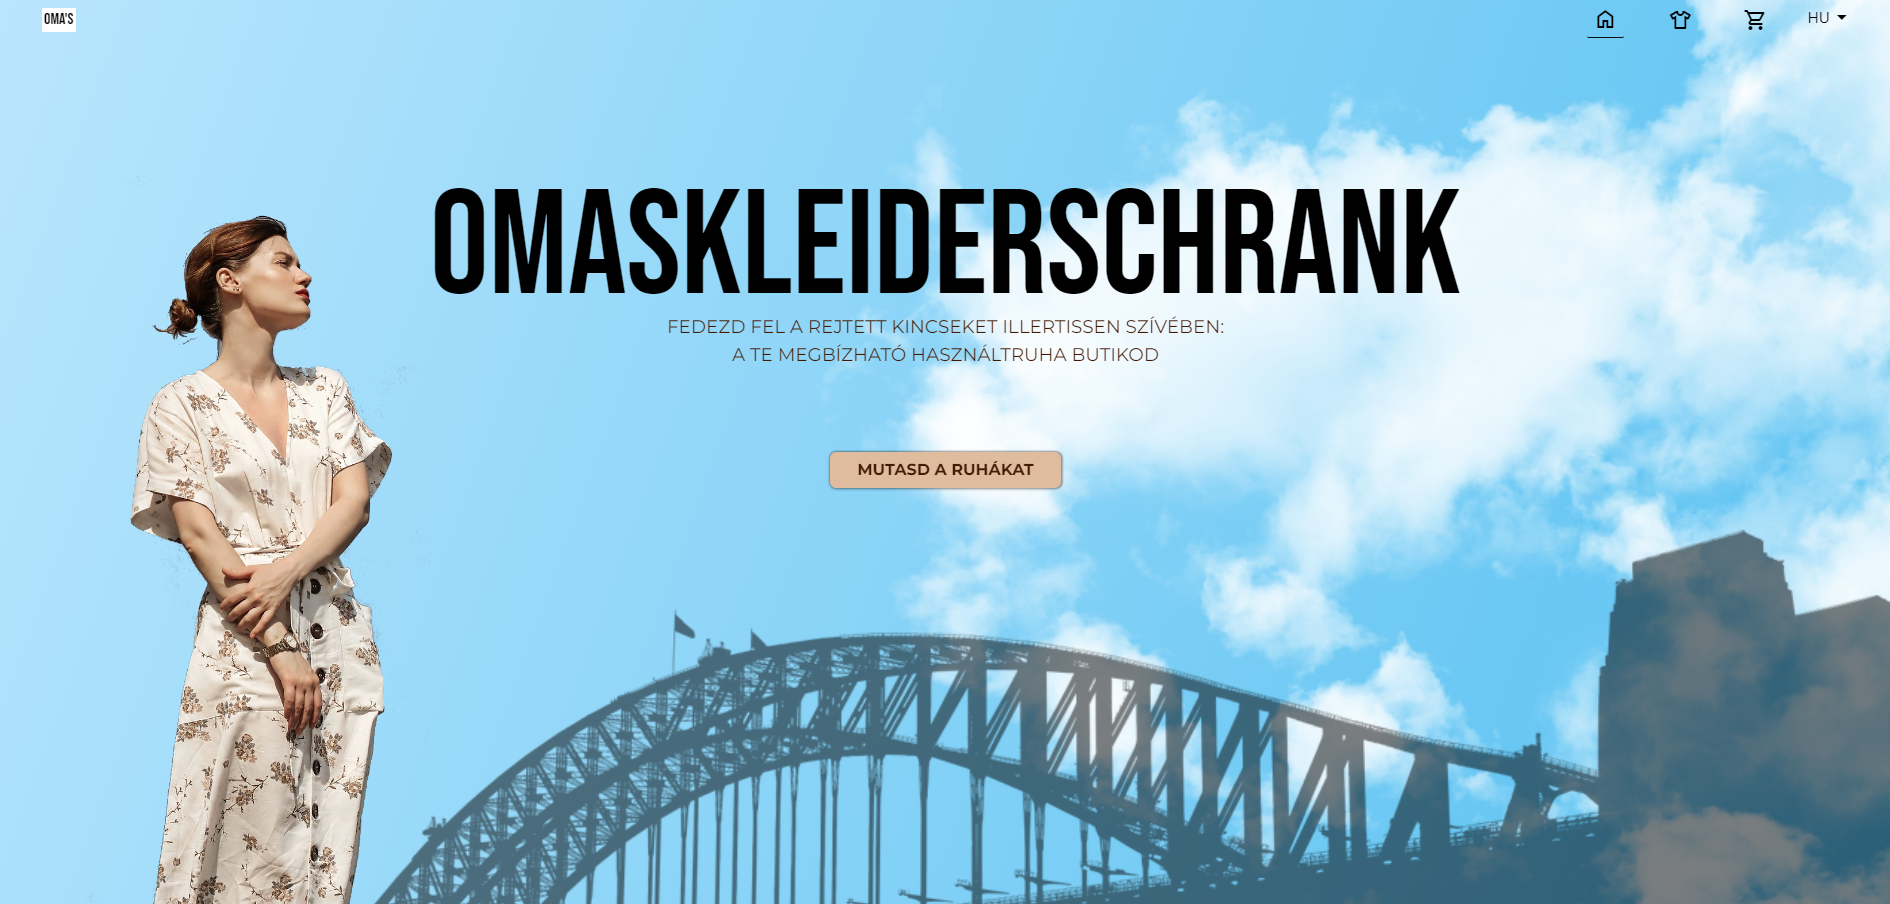 OMA'S
HU
OMASKLEIDERSCHRANK
FEDEZD FEL A REJTETT KINCSEKET ILLERTISSEN SZÍVÉBEN:
A TE MEGBÍZHATÓ HASZNÁLTRUHA BUTIKOD
MUTASD A RUHÁKAT